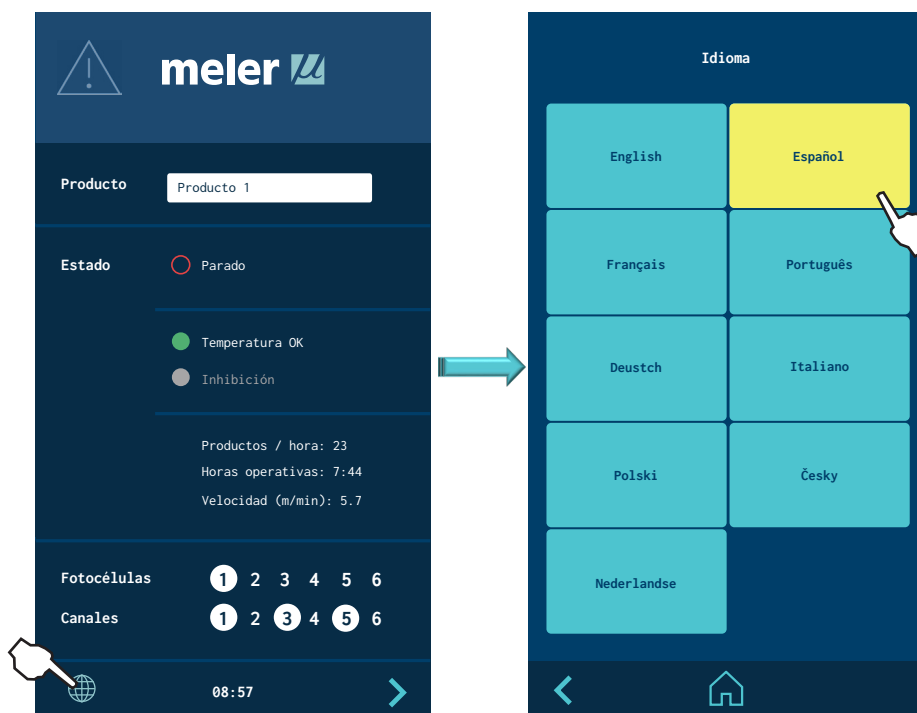 meler µ
Producto Producto 1
Estado Parado
Temperatura OK
Inhibición
Productos / hora: 23
Horas operativas: 7:44
Velocidad (m/min): 5.7
Fotocélulas 1 2 3 4 5 6
Canales 1 2 3 4 5 6
08:57
Idioma
English Español
Français Português
Deustch Italiano
Polski Česky
Nederlandse